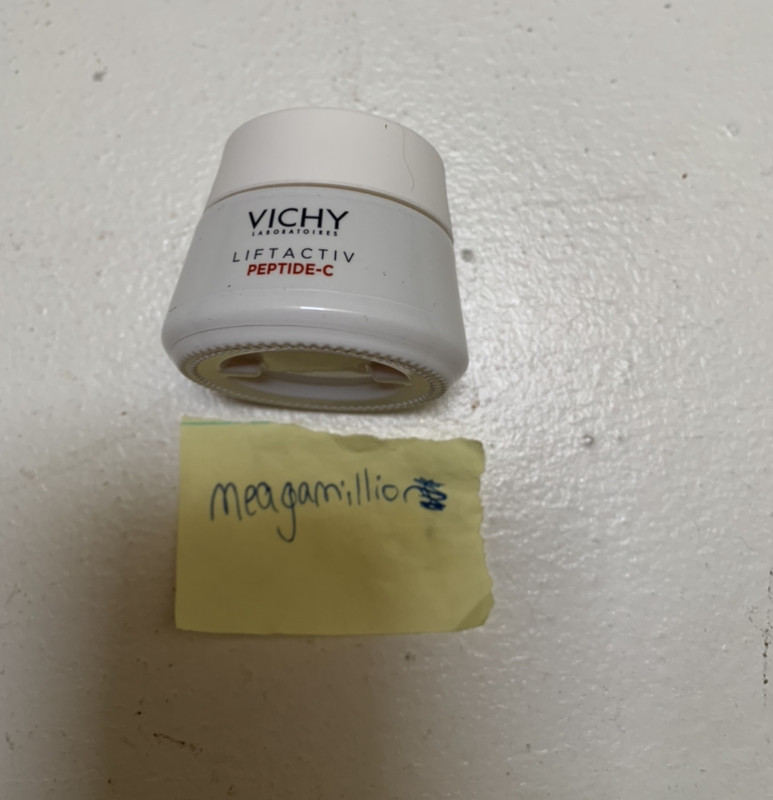 VICHY
LABORATOIRES
LIFTACTIV
PEPTIDE-C
meagamillion